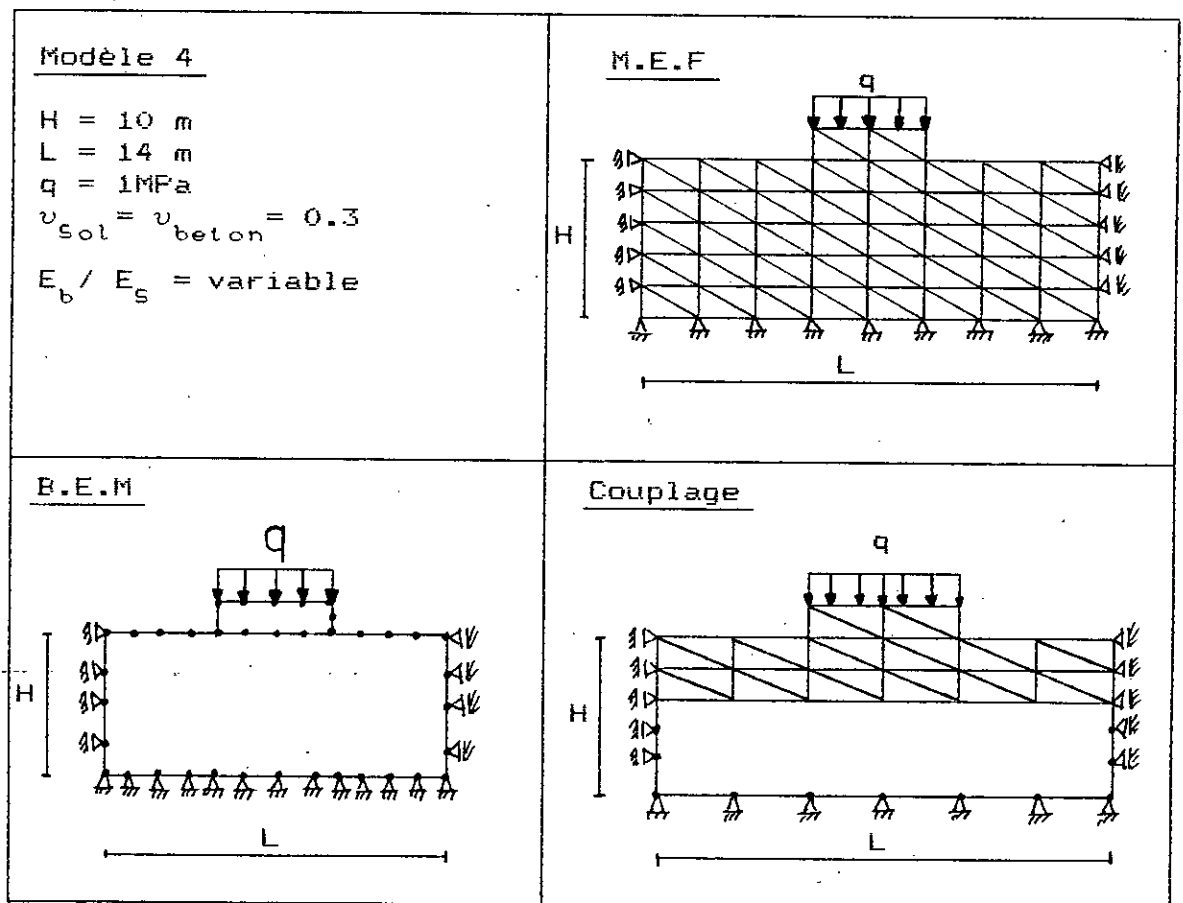 Modèle 4
H = 10 m
L = 14 m
q = 1MPa
υSol = υbeton = 0.3
Eb / ES = variable
M.E.F
q
H
L
B.E.M
q
H
L
Couplage
q
H
L